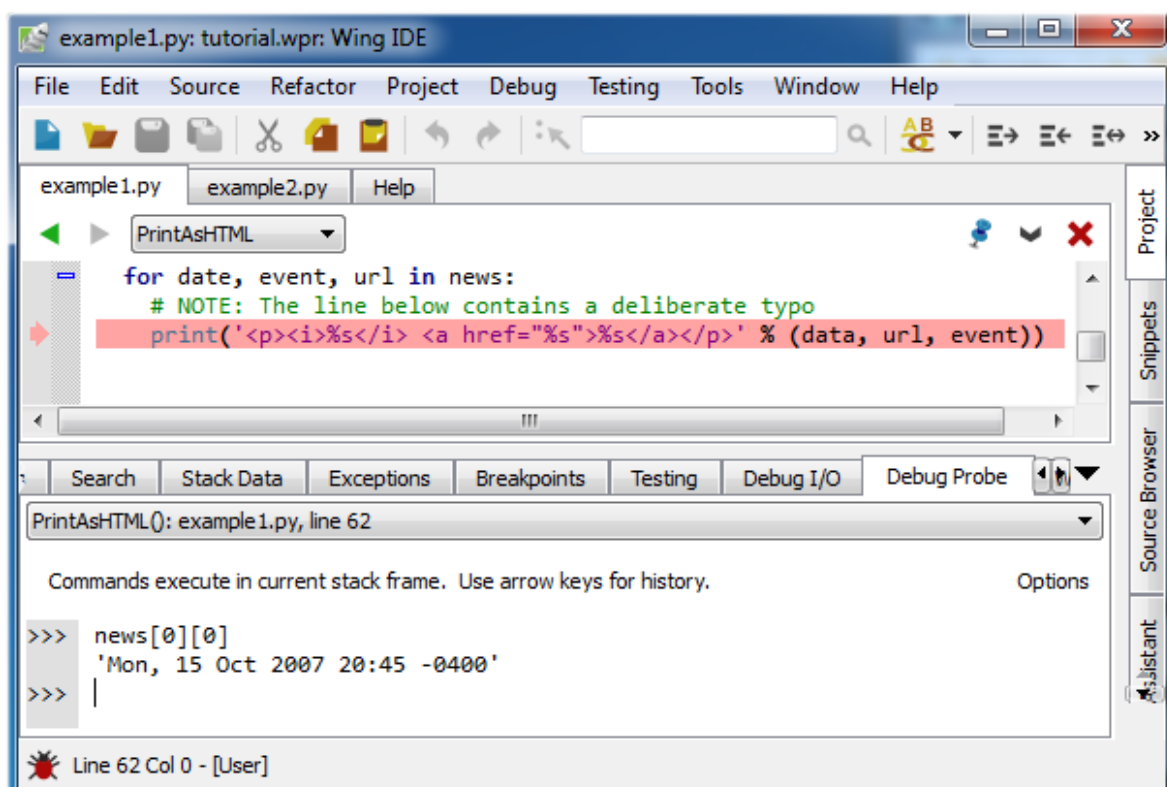 example1.py: tutorial.wpr: Wing IDE
File Edit Source Refactor Project Debug Testing Tools Window Help
example1.py example2.py Help
PrintAsHTML
for date, event, url in news:
# NOTE: The line below contains a deliberate typo
print('<p><i>%s</i> <a href="%s">%s</a></p>' % (data, url, event))
Search Stack Data Exceptions Breakpoints Testing Debug I/O Debug Probe
PrintAsHTML(): example1.py, line 62
Commands execute in current stack frame. Use arrow keys for history. Options
>>> news[0][0]
'Mon, 15 Oct 2007 20:45 -0400'
>>>
Line 62 Col 0 - [User]
Project
Snippets
Source Browser